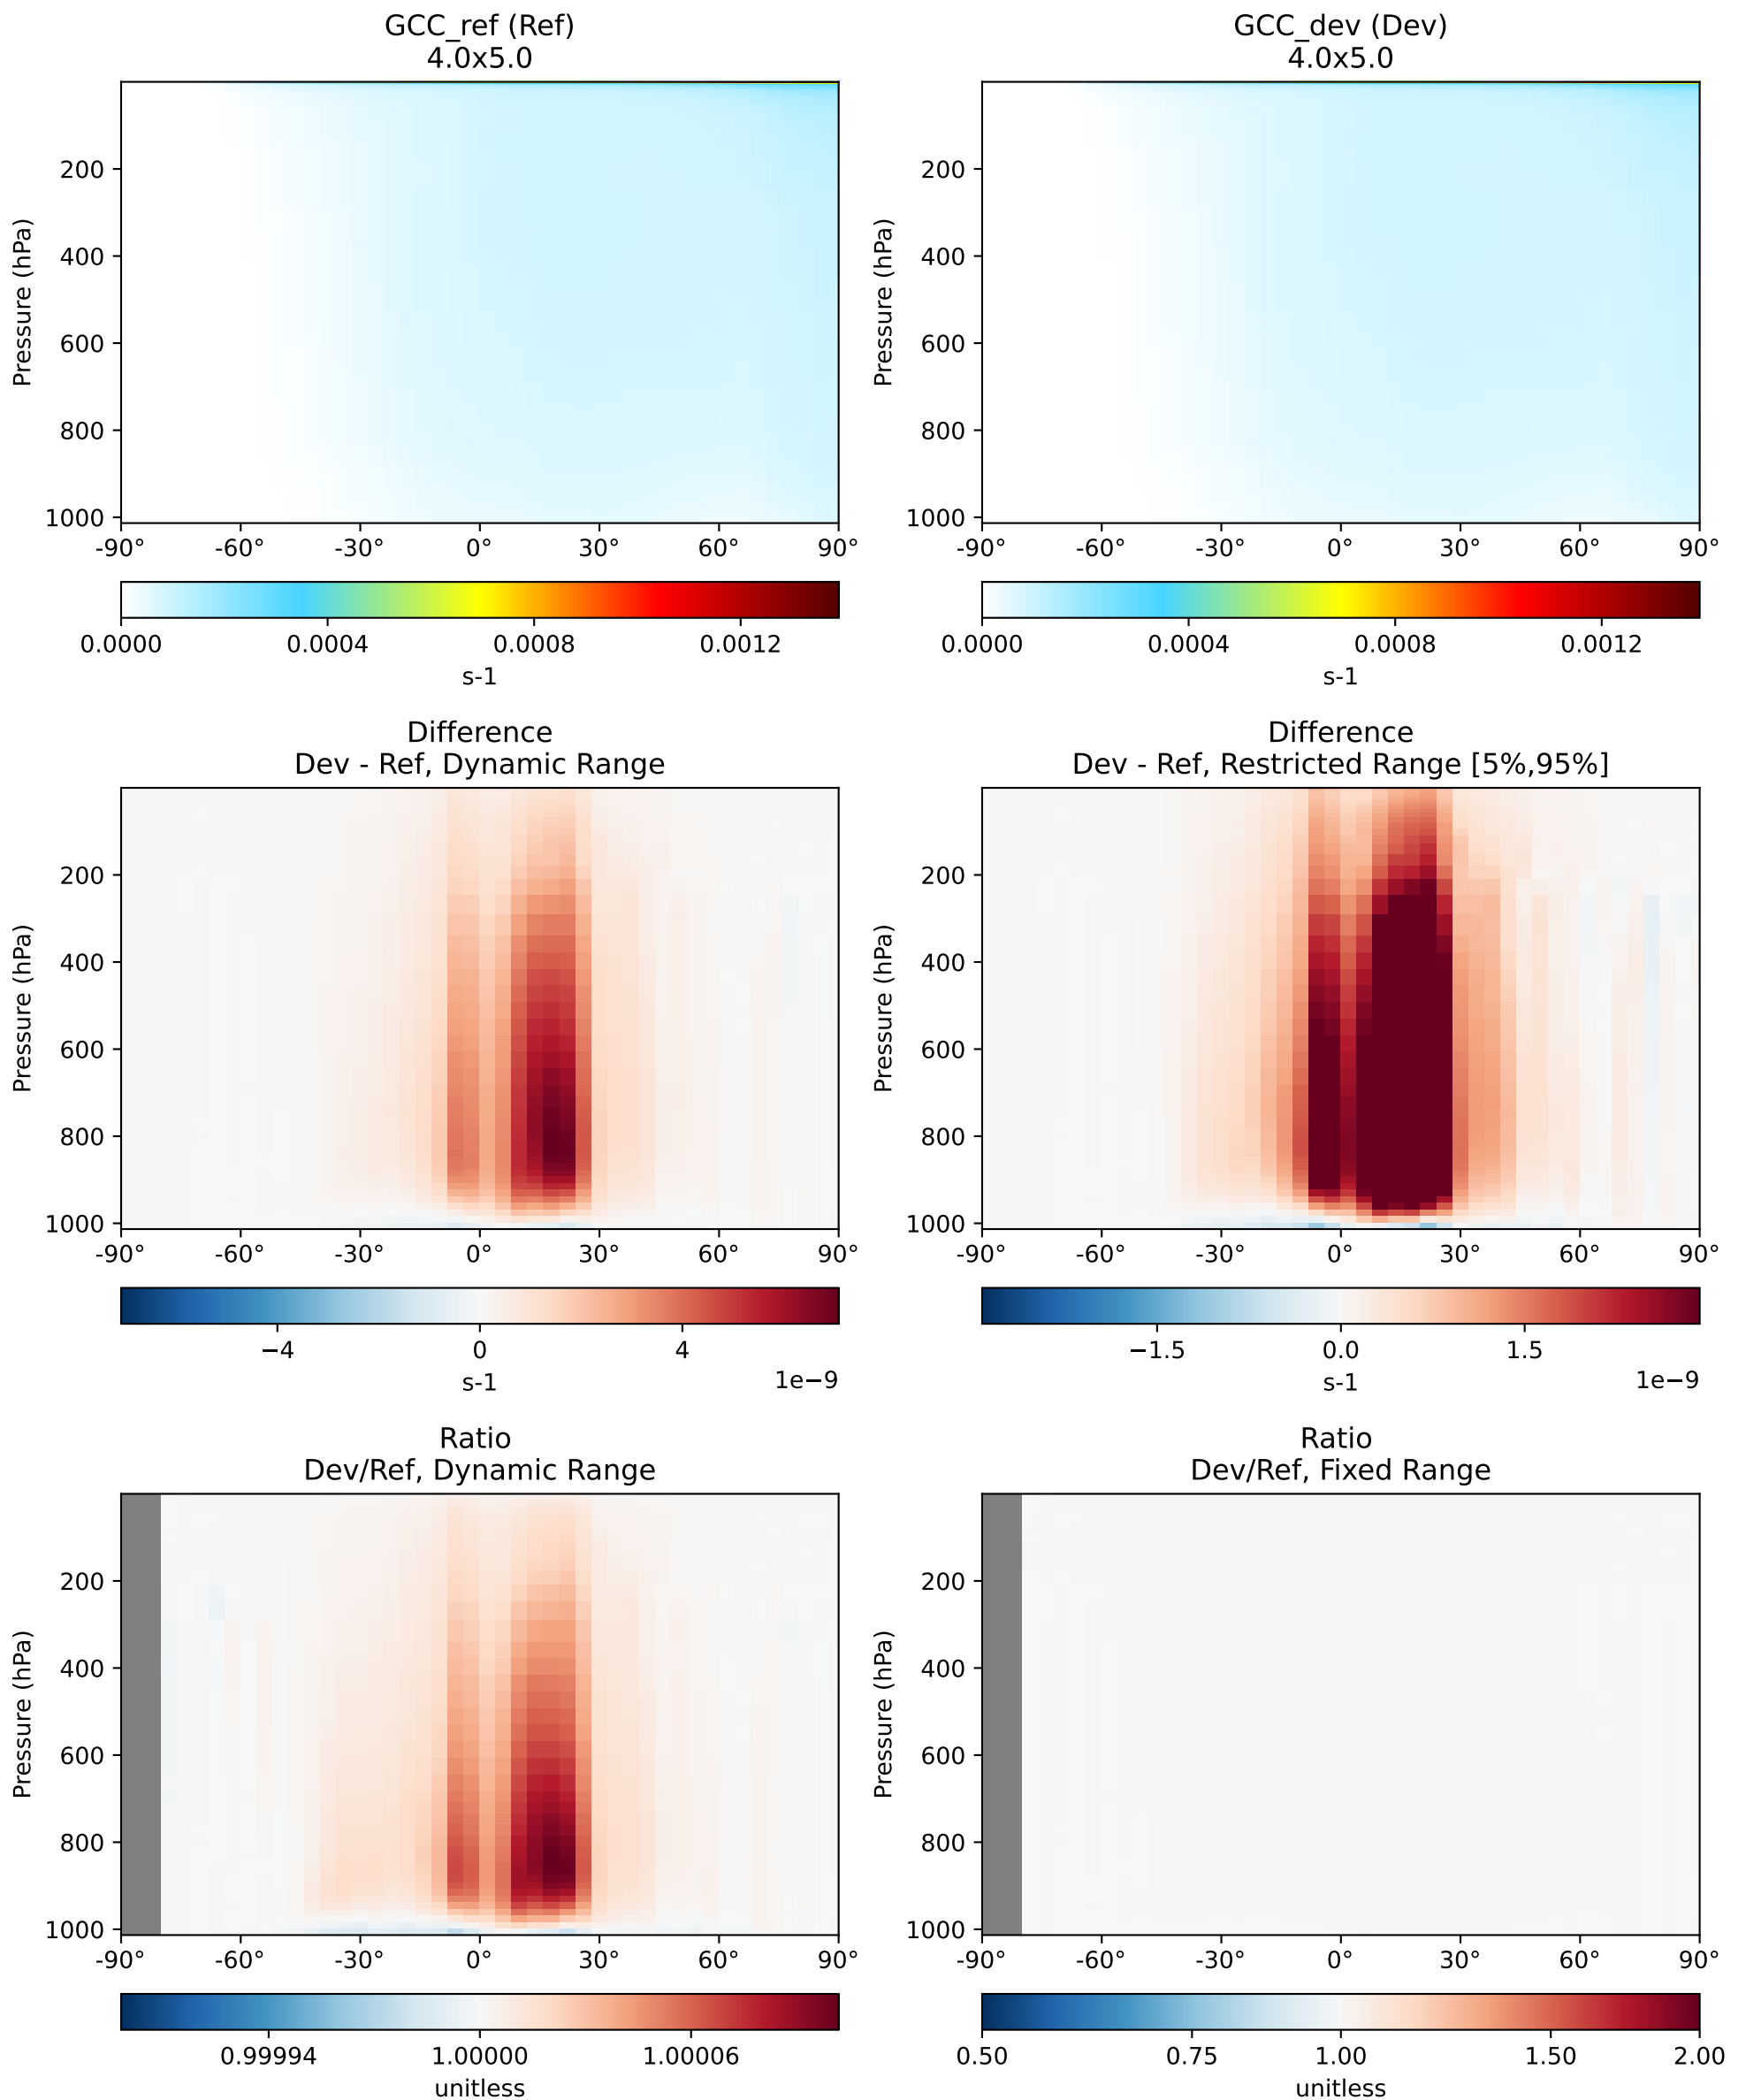 GCC_ref (Ref)
4.0x5.0
GCC_dev (Dev)
4.0x5.0
Pressure (hPa)
200
400
600
800
1000
-90° -60° -30° 0° 30° 60° 90°
0.0000 0.0004 0.0008 0.0012
s-1
Pressure (hPa)
200
400
600
800
1000
-90° -60° -30° 0° 30° 60° 90°
0.0000 0.0004 0.0008 0.0012
s-1
Difference
Dev - Ref, Dynamic Range
Difference
Dev - Ref, Restricted Range [5%,95%]
Pressure (hPa)
200
400
600
800
1000
-90° -60° -30° 0° 30° 60° 90°
−4 0 4
s-1 1e−9
Pressure (hPa)
200
400
600
800
1000
-90° -60° -30° 0° 30° 60° 90°
−1.5 0.0 1.5
s-1 1e−9
Ratio
Dev/Ref, Dynamic Range
Ratio
Dev/Ref, Fixed Range
Pressure (hPa)
200
400
600
800
1000
-90° -60° -30° 0° 30° 60° 90°
0.99994 1.00000 1.00006
unitless
Pressure (hPa)
200
400
600
800
1000
-90° -60° -30° 0° 30° 60° 90°
0.50 0.75 1.00 1.50 2.00
unitless